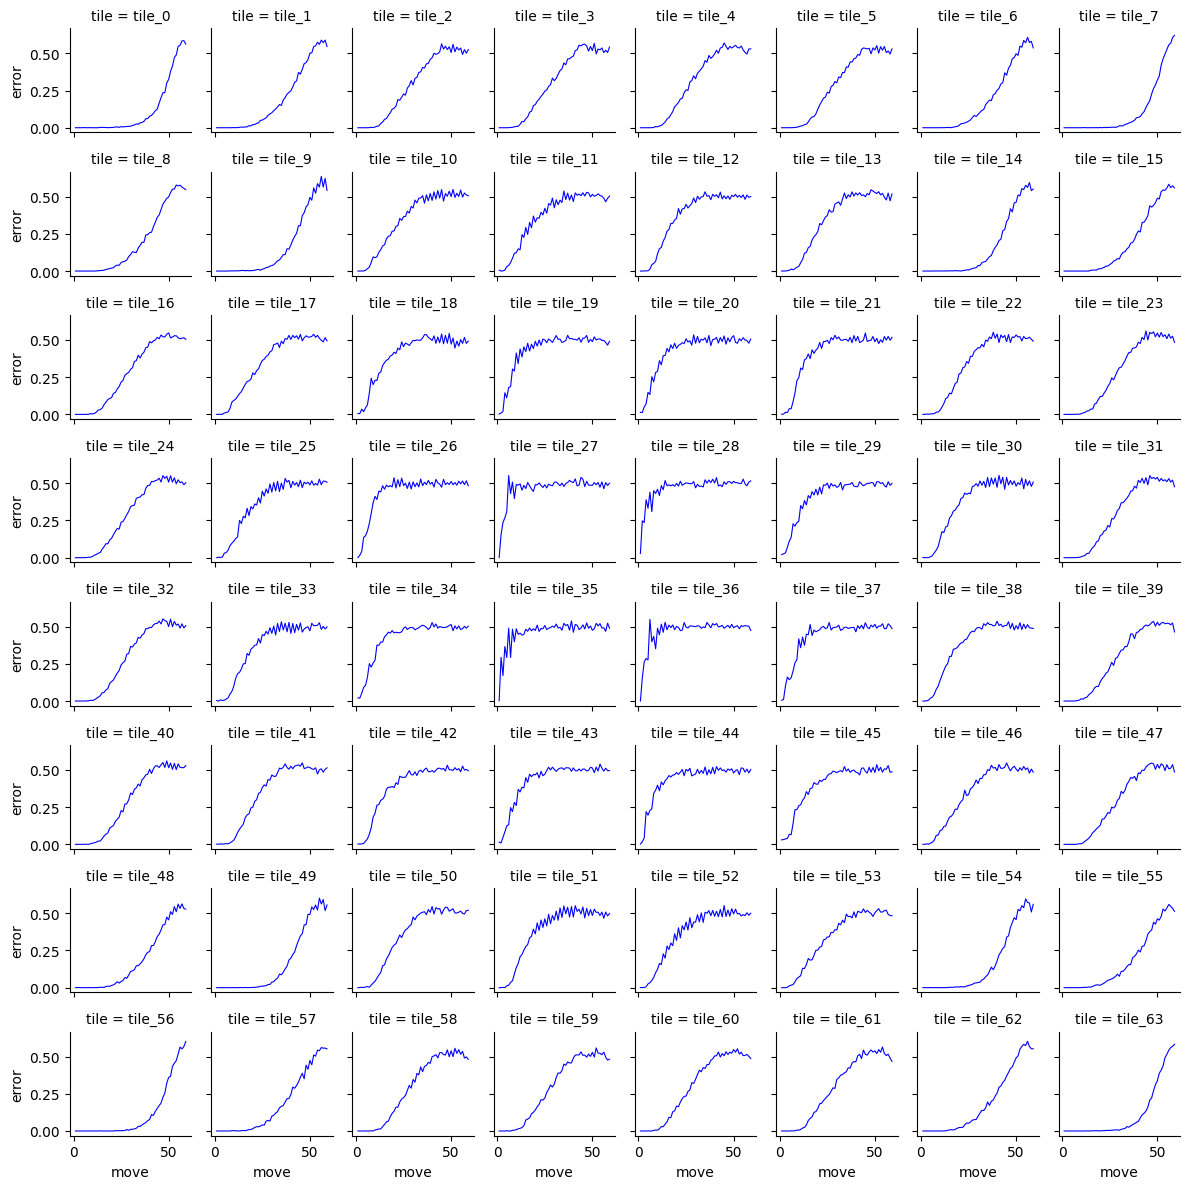 tile = tile_0 tile = tile_1 tile = tile_2 tile = tile_3 tile = tile_4 tile = tile_5 tile = tile_6 tile = tile_7
0.50
0.25
0.00
error
tile = tile_8 tile = tile_9 tile = tile_10 tile = tile_11 tile = tile_12 tile = tile_13 tile = tile_14 tile = tile_15
0.50
0.25
0.00
error
tile = tile_16 tile = tile_17 tile = tile_18 tile = tile_19 tile = tile_20 tile = tile_21 tile = tile_22 tile = tile_23
0.50
0.25
0.00
error
tile = tile_24 tile = tile_25 tile = tile_26 tile = tile_27 tile = tile_28 tile = tile_29 tile = tile_30 tile = tile_31
0.50
0.25
0.00
error
tile = tile_32 tile = tile_33 tile = tile_34 tile = tile_35 tile = tile_36 tile = tile_37 tile = tile_38 tile = tile_39
0.50
0.25
0.00
error
tile = tile_40 tile = tile_41 tile = tile_42 tile = tile_43 tile = tile_44 tile = tile_45 tile = tile_46 tile = tile_47
0.50
0.25
0.00
error
tile = tile_48 tile = tile_49 tile = tile_50 tile = tile_51 tile = tile_52 tile = tile_53 tile = tile_54 tile = tile_55
0.50
0.25
0.00
error
tile = tile_56 tile = tile_57 tile = tile_58 tile = tile_59 tile = tile_60 tile = tile_61 tile = tile_62 tile = tile_63
0.50
0.25
0.00
error
0 50 0 50 0 50 0 50 0 50 0 50 0 50 0 50
move move move move move move move move